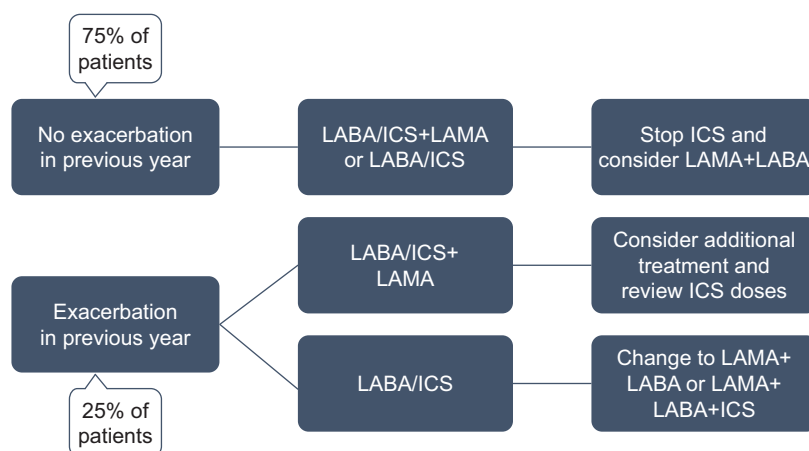 75% of
patients
No exacerbation
in previous year
LABA/ICS+LAMA
or LABA/ICS
Stop ICS and
consider LAMA+LABA
Exacerbation
in previous year
LABA/ICS+
LAMA
Consider additional
treatment and
review ICS doses
LABA/ICS
Change to LAMA+
LABA or LAMA+
LABA+ICS
25% of
patients